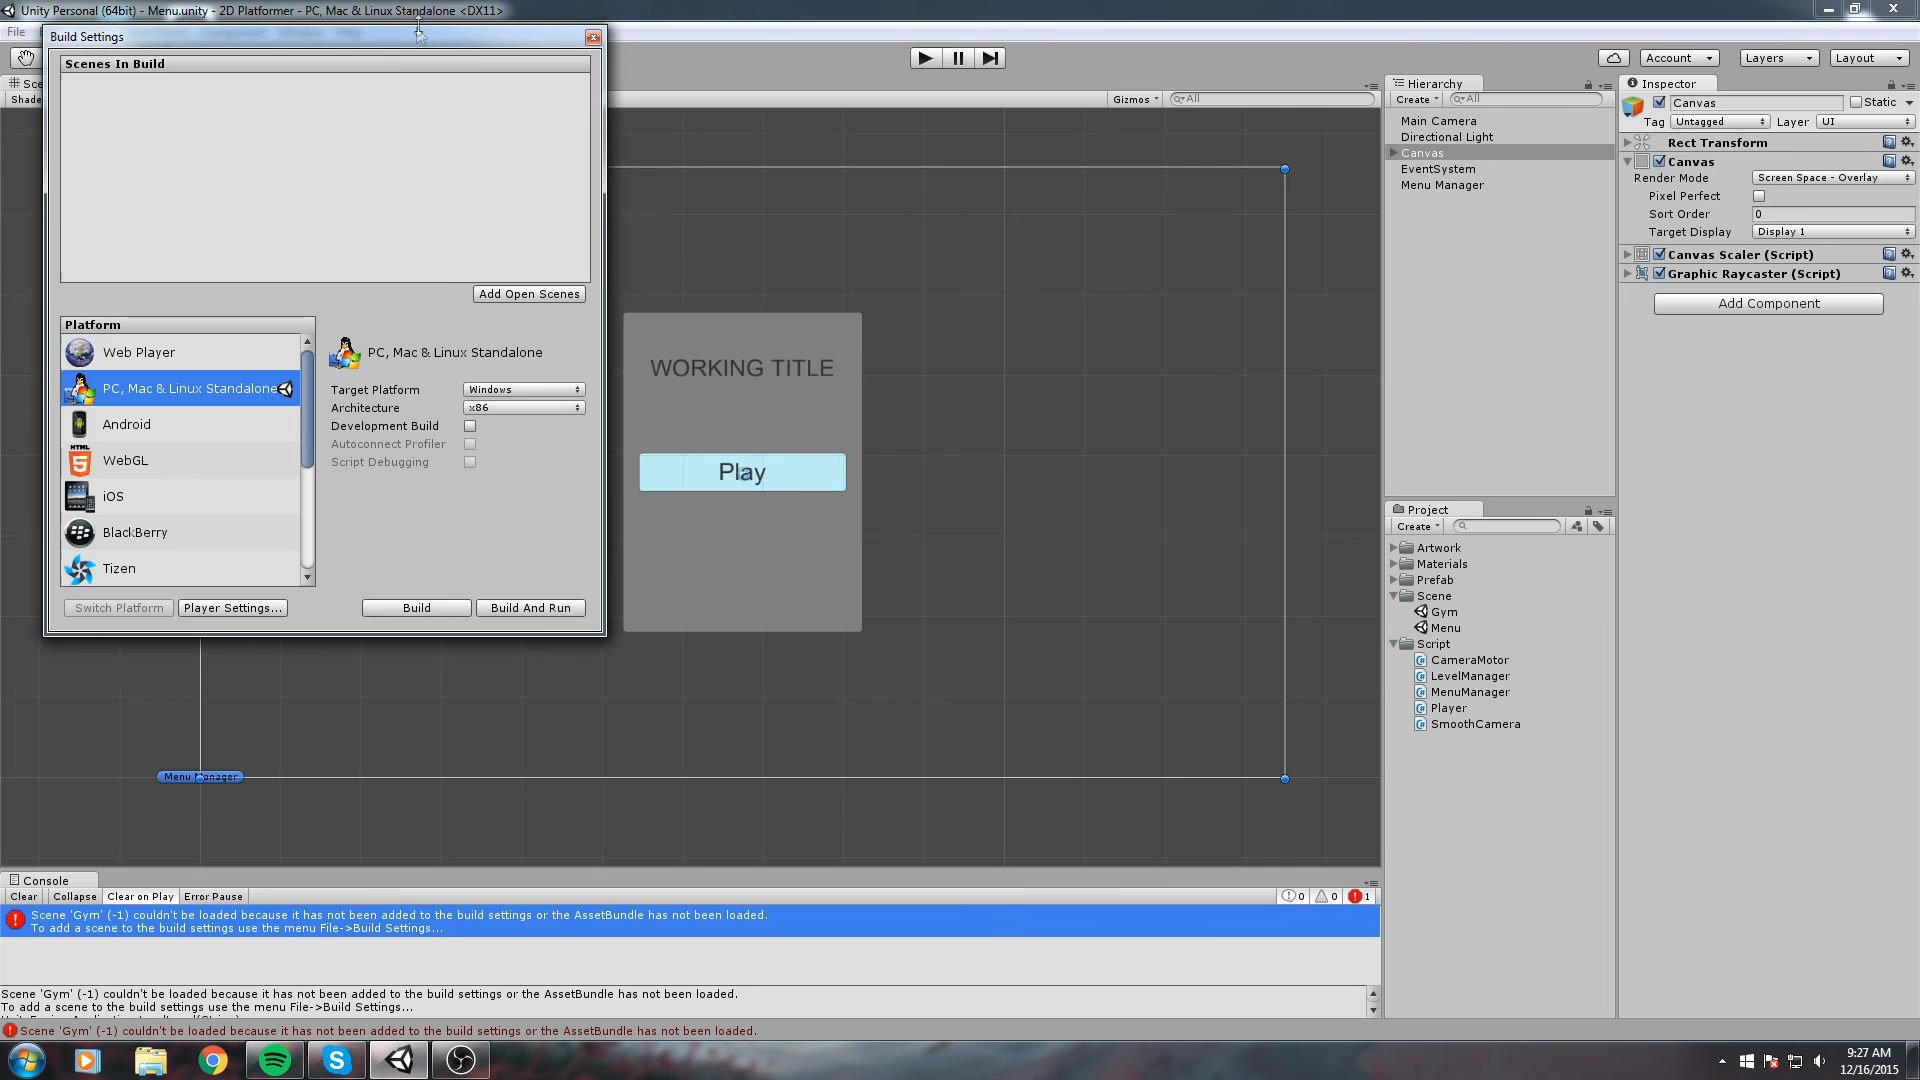 Unity Personal (64bit) - Menu.unity - 2D Platformer - PC, Mac & Linux Standalone <DX11>
File
Build Settings
Scenes In Build
Add Open Scenes
Platform
Web Player
PC, Mac & Linux Standalone
Android
HTML
5
WebGL
iOS
BlackBerry
Tizen
PC, Mac & Linux Standalone
Target Platform
Windows
Architecture
x86
Development Build
Autoconnect Profiler
Script Debugging
Switch Platform
Player Settings...
Build
Build And Run
Account
Layers
Layout
Gizmos
All
WORKING TITLE
Play
Menu Manager
Hierarchy
Create
All
Main Camera
Directional Light
Canvas
EventSystem
Menu Manager
Inspector
Canvas
Static
Tag
Untagged
Layer
UI
Rect Transform
Canvas
Render Mode
Screen Space - Overlay
Pixel Perfect
Sort Order
0
Target Display
Display 1
Canvas Scaler (Script)
Graphic Raycaster (Script)
Add Component
Project
Create
Artwork
Materials
Prefab
Scene
Gym
Menu
Script
CameraMotor
LevelManager
MenuManager
Player
SmoothCamera
Console
Clear
Collapse
Clear on Play
Error Pause
0
0
1
Scene 'Gym' (-1) couldn't be loaded because it has not been added to the build settings or the AssetBundle has not been loaded.
To add a scene to the build settings use the menu File->Build Settings...
Scene 'Gym' (-1) couldn't be loaded because it has not been added to the build settings or the AssetBundle has not been loaded.
To add a scene to the build settings use the menu File->Build Settings...
Scene 'Gym' (-1) couldn't be loaded because it has not been added to the build settings or the AssetBundle has not been loaded.
9:27 AM
12/16/2015